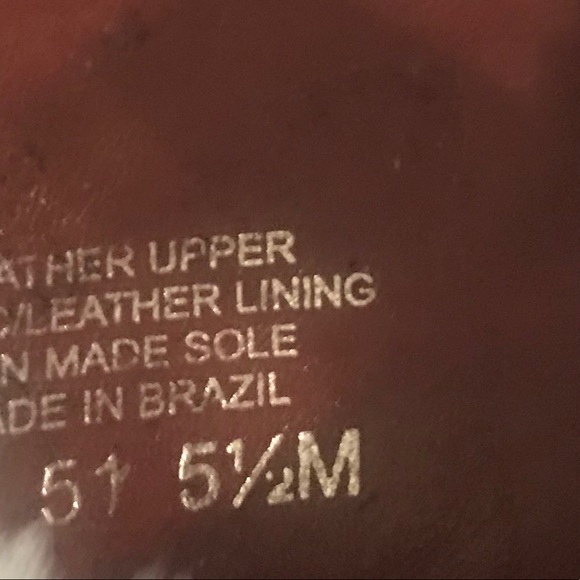 ATHER UPPER
C/LEATHER LINING
N MADE SOLE
ADE IN BRAZIL
51 5½M